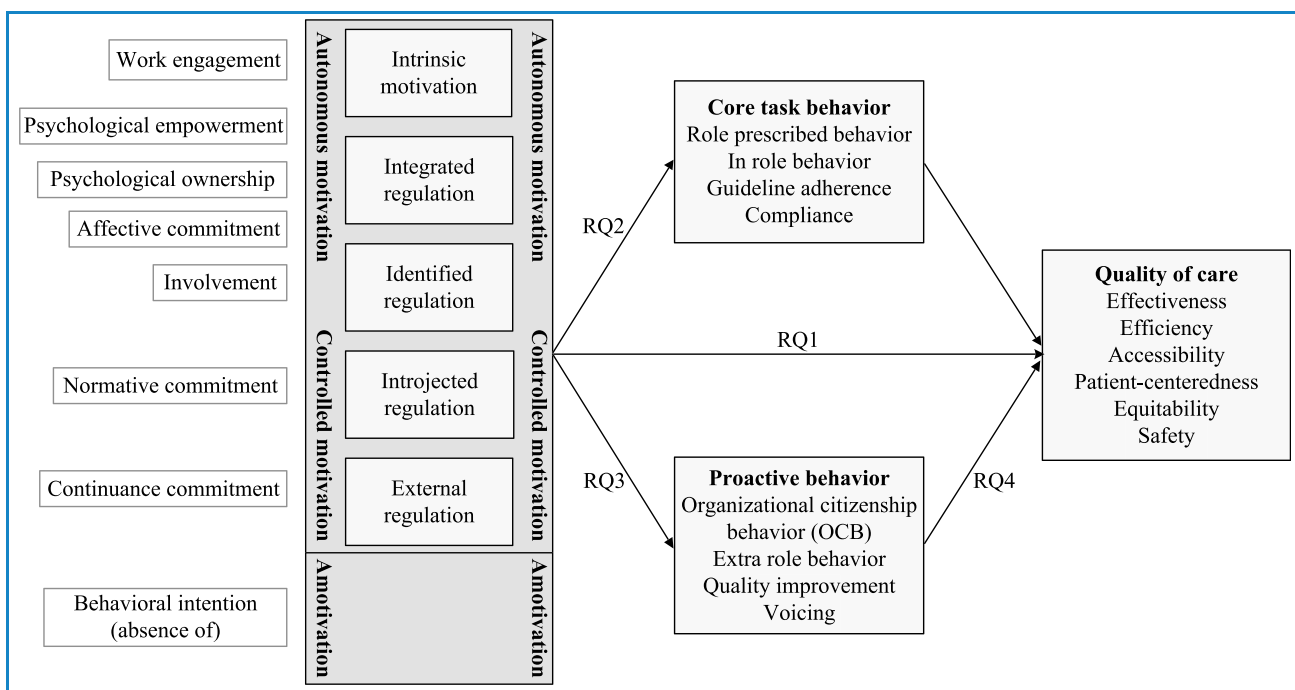 Work engagement
Psychological empowerment
Psychological ownership
Affective commitment
Involvement
Normative commitment
Continuance commitment
Behavioral intention
(absence of)
Autonomous motivation
Controlled motivation
Amotivation
Intrinsic
motivation
Integrated
regulation
Identified
regulation
Introjected
regulation
External
regulation
Autonomous motivation
Controlled motivation
Amotivation
RQ2
RQ1
RQ3
Core task behavior
Role prescribed behavior
In role behavior
Guideline adherence
Compliance
Proactive behavior
Organizational citizenship
behavior (OCB)
Extra role behavior
Quality improvement
Voicing
RQ4
Quality of care
Effectiveness
Efficiency
Accessibility
Patient-centeredness
Equitability
Safety